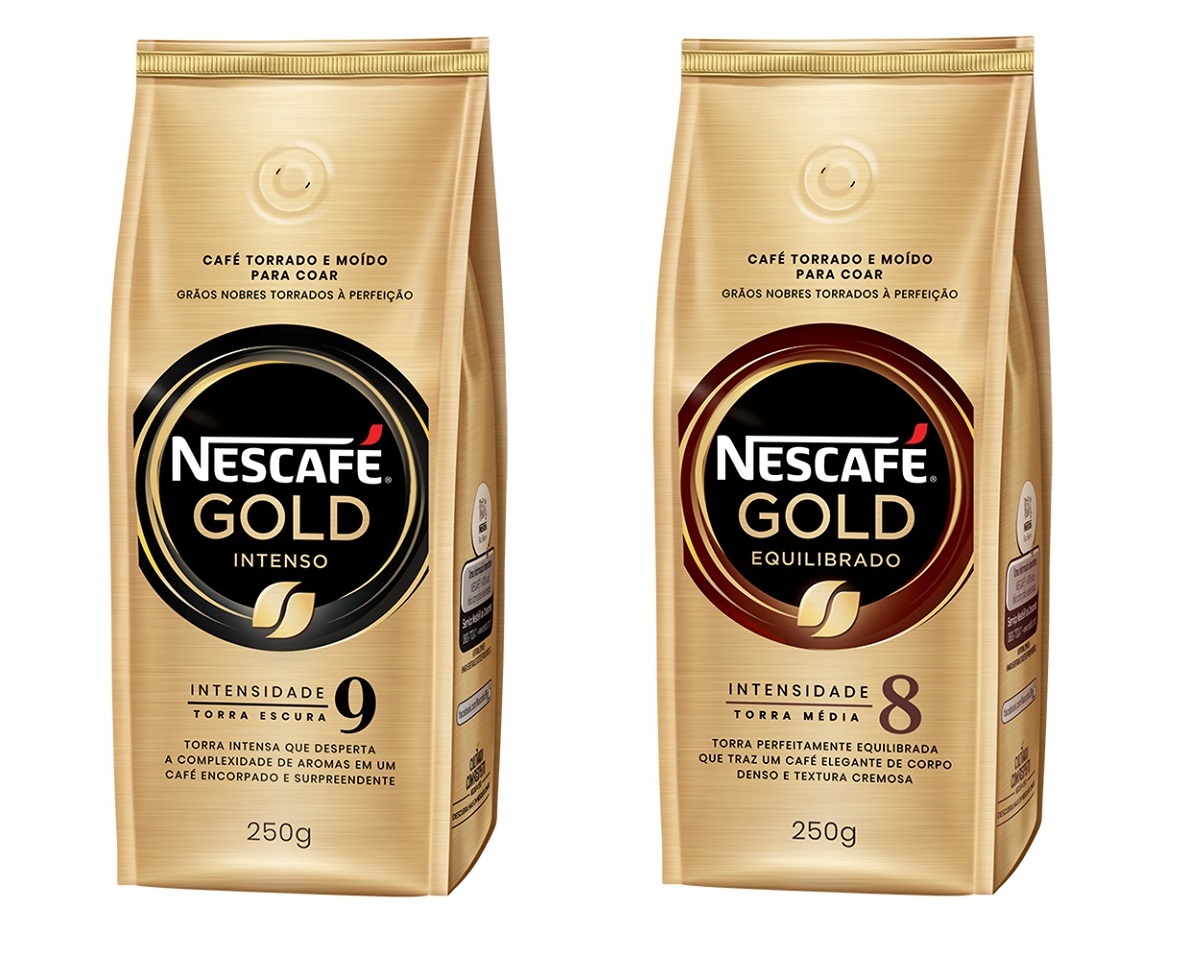 CAFÉ TORRADO E MOÍDO
PARA COAR
GRÃOS NOBRES TORRADOS À PERFEIÇÃO
NESCAFÉ®
GOLD
INTENSO
INTENSIDADE 9
TORRA ESCURA
TORRA INTENSA QUE DESPERTA
A COMPLEXIDADE DE AROMAS EM UM
CAFÉ ENCORPADO E SURPREENDENTE
250g
CAFÉ TORRADO E MOÍDO
PARA COAR
GRÃOS NOBRES TORRADOS À PERFEIÇÃO
NESCAFÉ®
GOLD
EQUILIBRADO
INTENSIDADE 8
TORRA MÉDIA
TORRA PERFEITAMENTE EQUILIBRADA
QUE TRAZ UM CAFÉ ELEGANTE DE CORPO
DENSO E TEXTURA CREMOSA
250g